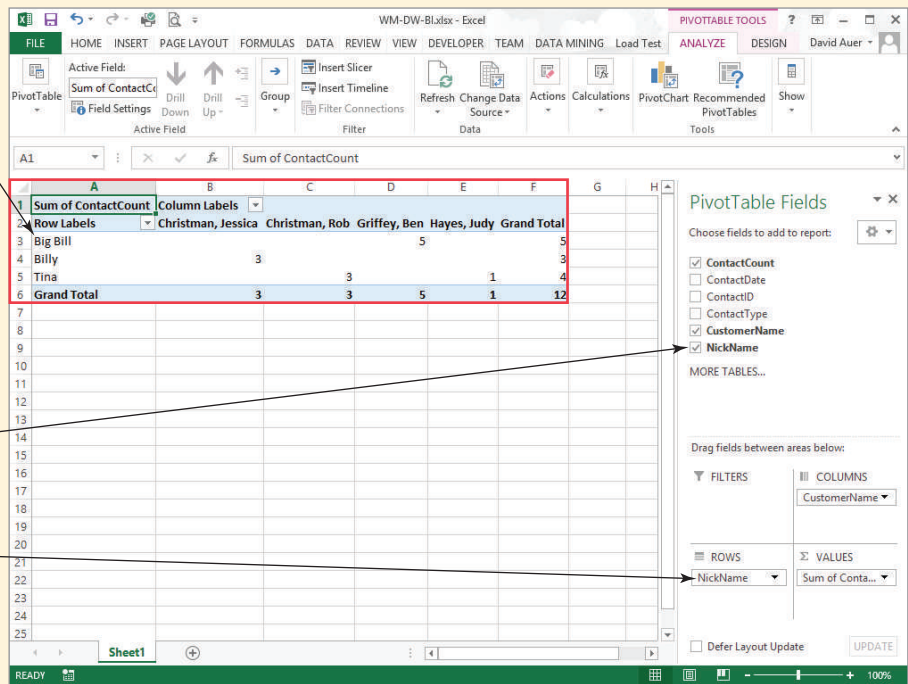 WM-DW-BI.xlsx - Excel
PIVOTTABLE TOOLS
?
FILE HOME INSERT PAGE LAYOUT FORMULAS DATA REVIEW VIEW DEVELOPER TEAM DATA MINING Load Test ANALYZE DESIGN David Auer
PivotTable
Active Field:
Sum of ContactCo
Field Settings
Drill Down
Drill Up
Active Field
Group
Insert Slicer
Insert Timeline
Filter Connections
Filter
Refresh
Change Data Source
Data
Actions
Calculations
PivotChart
Recommended PivotTables
Tools
Show
A1
fx
Sum of ContactCount
A B C D E F G H
1 Sum of ContactCount Column Labels
2 Row Labels Christman, Jessica Christman, Rob Griffey, Ben Hayes, Judy Grand Total
3 Big Bill 5 5
4 Billy 3 3
5 Tina 3 1 4
6 Grand Total 3 3 5 1 12
7
8
9
10
11
12
13
14
15
16
17
18
19
20
21
22
23
24
25
PivotTable Fields
Choose fields to add to report:
ContactCount
ContactDate
ContactID
ContactType
CustomerName
NickName
MORE TABLES...
Drag fields between areas below:
FILTERS
COLUMNS
CustomerName
ROWS
NickName
Σ VALUES
Sum of Conta...
Defer Layout Update
UPDATE
Sheet1
READY
100%